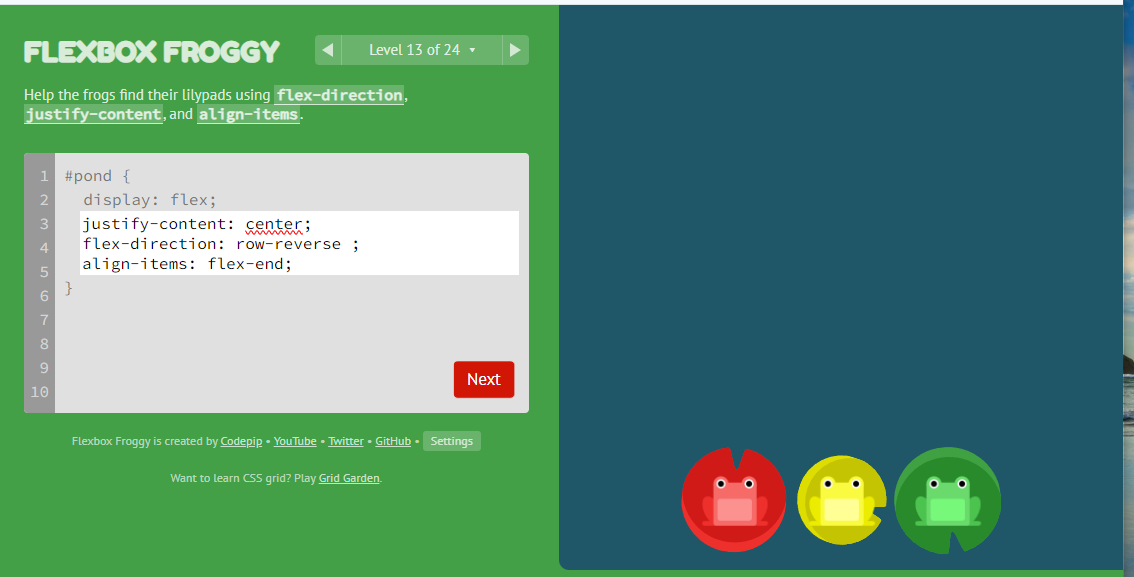 FLEXBOX FROGGY
◀ Level 13 of 24 ▾ ▶
Help the frogs find their lilypads using flex-direction,
justify-content, and align-items.
1 #pond {
2 display: flex;
3 justify-content: center;
4 flex-direction: row-reverse ;
5 align-items: flex-end;
6 }
7
8
9
10
Next
Flexbox Froggy is created by Codepip • YouTube • Twitter • GitHub • Settings
Want to learn CSS grid? Play Grid Garden.